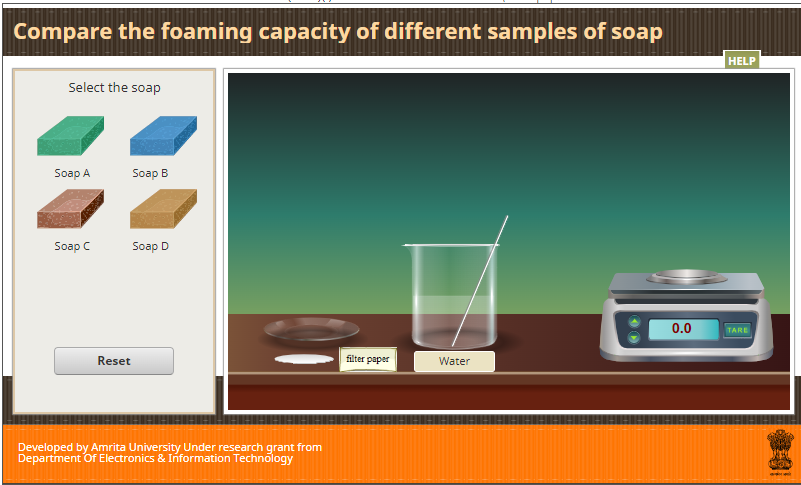 Compare the foaming capacity of different samples of soap
HELP
Select the soap
Soap A
Soap B
Soap C
Soap D
Reset
filter paper
Water
0.0
TARE
Developed by Amrita University Under research grant from
Department Of Electronics & Information Technology